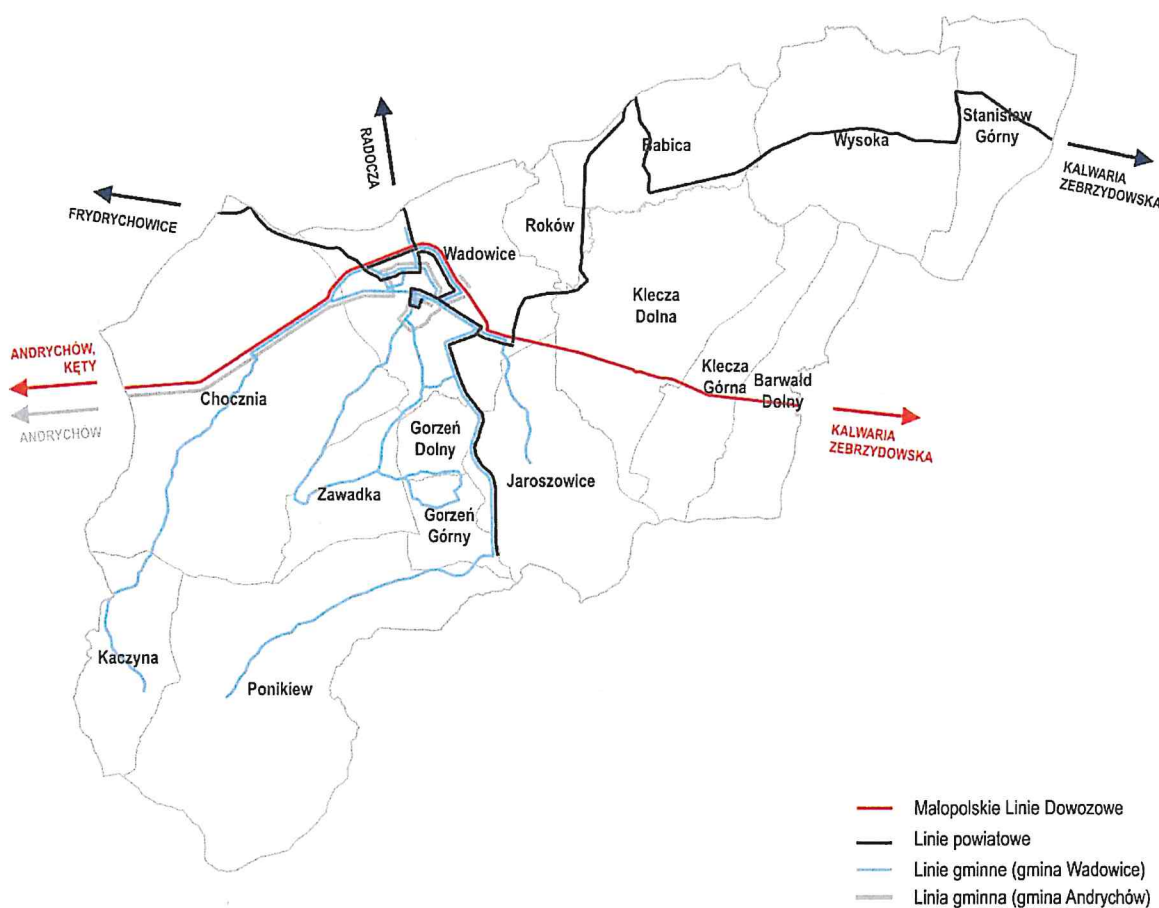 RADOCZA
FRYDRYCHOWICE
Stanisław
Górny
Babica
Wysoka
KALWARIA
ZEBRZYDOWSKA
Roków
Wadowice
Klecza
Dolna
ANDRYCHÓW,
KĘTY
Klecza
Górna
Barwałd
Dolny
Chocznia
ANDRYCHÓW
KALWARIA
ZEBRZYDOWSKA
Gorzeń
Dolny
Jaroszowice
Zawadka
Gorzeń
Górny
Kaczyna
Ponikiew
Małopolskie Linie Dowozowe
Linie powiatowe
Linie gminne (gmina Wadowice)
Linia gminna (gmina Andrychów)